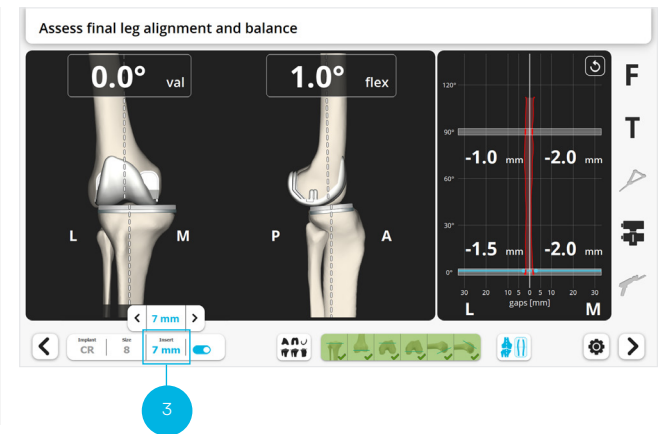 Assess final leg alignment and balance
0.0° val
1.0° flex
L
M
P
A
120°
90°
60°
30°
0°
-1.0 mm
-2.0 mm
-1.5 mm
-2.0 mm
30 20 10 5 0 5 10 20 30
gaps [mm]
L
M
F
T
< 7 mm >
Implant
CR
Size
8
Insert
7 mm
3